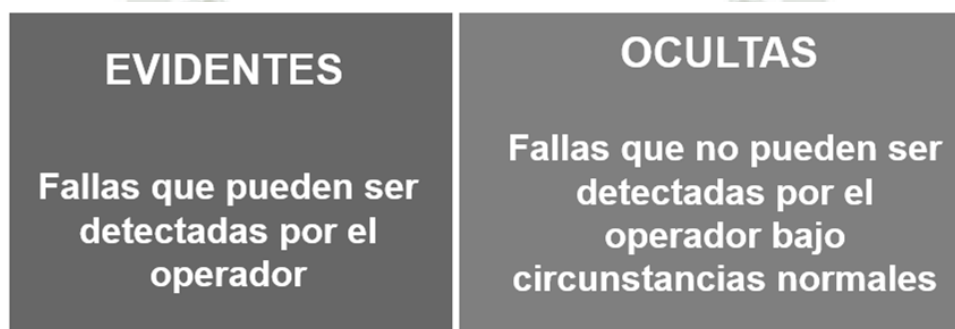 EVIDENTES
Fallas que pueden ser
detectadas por el
operador
OCULTAS
Fallas que no pueden ser
detectadas por el
operador bajo
circunstancias normales